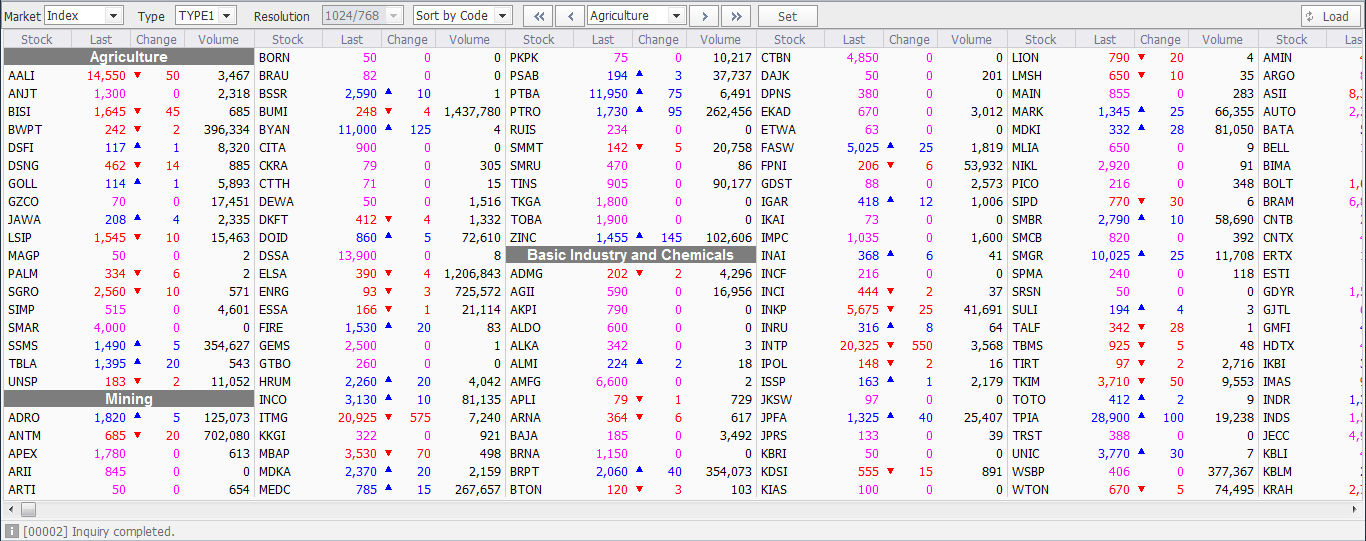 Market Index Type TYPE1 Resolution 1024/768 Sort by Code Agriculture Set Load
Stock Last Change Volume Stock Last Change Volume Stock Last Change Volume Stock Last Change Volume Stock Last Change Volume Stock
Agriculture BORN 50 0 0 PKPK 75 0 10,217 CTBN 4,850 0 0 LION 790 20 4 AMIN
AALI 14,550 50 3,467 BRAU 82 0 0 PSAB 194 3 37,737 DAJK 50 0 201 LMSH 650 10 35 ARGO
ANJT 1,300 0 2,318 BSSR 2,590 10 1 PTBA 11,950 75 6,491 DPNS 380 0 0 MAIN 855 0 283 ASII
BISI 1,645 45 685 BUMI 248 4 1,437,780 PTRO 1,730 95 262,456 EKAD 670 0 3,012 MARK 1,345 25 66,355 AUTO
BWPT 242 2 396,334 BYAN 11,000 125 4 RUIS 234 0 0 ETWA 63 0 0 MDKI 332 28 81,050 BATA
DSFI 117 1 8,320 CITA 900 0 0 SMMT 142 5 20,758 FASW 5,025 25 1,819 MLIA 650 0 9 BELL
DSNG 462 14 885 CKRA 79 0 305 SMRU 470 0 86 FPNI 206 6 53,932 NIKL 2,920 0 91 BIMA
GOLL 114 1 5,893 CTTH 71 0 15 TINS 905 0 90,177 GDST 88 0 2,573 PICO 216 0 348 BOLT
GZCO 70 0 17,451 DEWA 50 0 1,516 TKGA 1,800 0 0 IGAR 418 12 1,006 SIPD 770 30 6 BRAM
JAWA 208 4 2,335 DKFT 412 4 1,332 TOBA 1,900 0 0 IKAI 73 0 0 SMBR 2,790 10 58,690 CNTB
LSIP 1,545 10 15,463 DOID 860 5 72,610 ZINC 1,455 145 102,606 IMPC 1,035 0 1,600 SMCB 820 0 392 CNTX
MAGP 50 0 2 DSSA 13,900 0 8 Basic Industry and Chemicals INAI 368 6 41 SMGR 10,025 25 11,708 ERTX
PALM 334 6 2 ELSA 390 4 1,206,843 ADMG 202 2 4,296 INCF 216 0 0 SPMA 240 0 118 ESTI
SGRO 2,560 10 571 ENRG 93 3 725,572 AGII 590 0 16,956 INCI 444 2 37 SRSN 50 0 0 GDYR
SIMP 515 0 4,601 ESSA 166 1 21,114 AKPI 790 0 0 INKP 5,675 25 41,691 SULI 194 4 3 GJTL
SMAR 4,000 0 0 FIRE 1,530 20 83 ALDO 600 0 0 INRU 316 8 64 TALF 342 28 1 GMFI
SSMS 1,490 5 354,627 GEMS 2,500 0 1 ALKA 342 0 3 INTP 20,325 550 3,568 TBMS 925 5 48 HDTX
TBLA 1,395 20 543 GTBO 260 0 0 ALMI 224 2 18 IPOL 148 2 16 TIRT 97 2 2,716 IKBI
UNSP 183 2 11,052 HRUM 2,260 20 4,042 AMFG 6,600 0 2 ISSP 163 1 2,179 TKIM 3,710 50 9,553 IMAS
Mining INCO 3,130 10 81,135 APLI 79 1 729 JKSW 97 0 0 TOTO 412 2 9 INDR
ADRO 1,820 5 125,073 ITMG 20,925 575 7,240 ARNA 364 6 617 JPFA 1,325 40 25,407 TPIA 28,900 100 19,238 INDS
ANTM 685 20 702,080 KKGI 322 0 921 BAJA 185 0 3,492 JPRS 133 0 39 TRST 388 0 0 JECC
APEX 1,780 0 613 MBAP 3,530 70 498 BRNA 1,150 0 0 KBRI 50 0 0 UNIC 3,770 30 7 KBLI
ARII 845 0 0 MDKA 2,370 20 2,159 BRPT 2,060 40 354,073 KDSI 555 15 891 WSBP 406 0 377,367 KBLM
ARTI 50 0 654 MEDC 785 15 267,657 BTON 120 3 103 KIAS 100 0 0 WTON 670 5 74,495 KRAH
[00002] Inquiry completed.